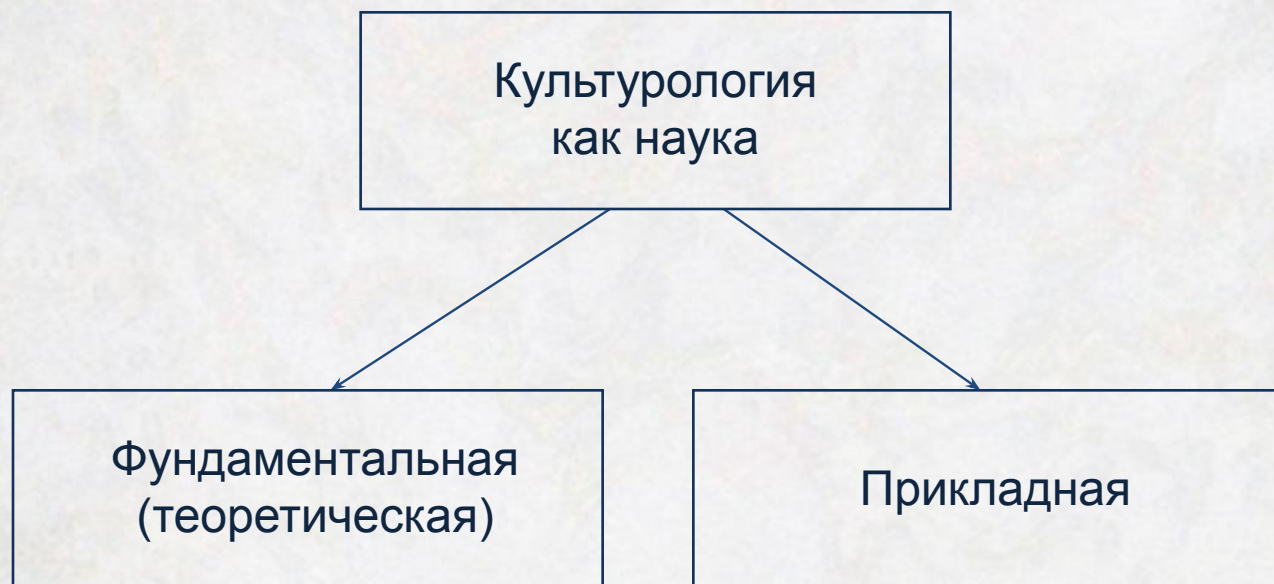 Культурология
как наука
Фундаментальная
(теоретическая)
Прикладная